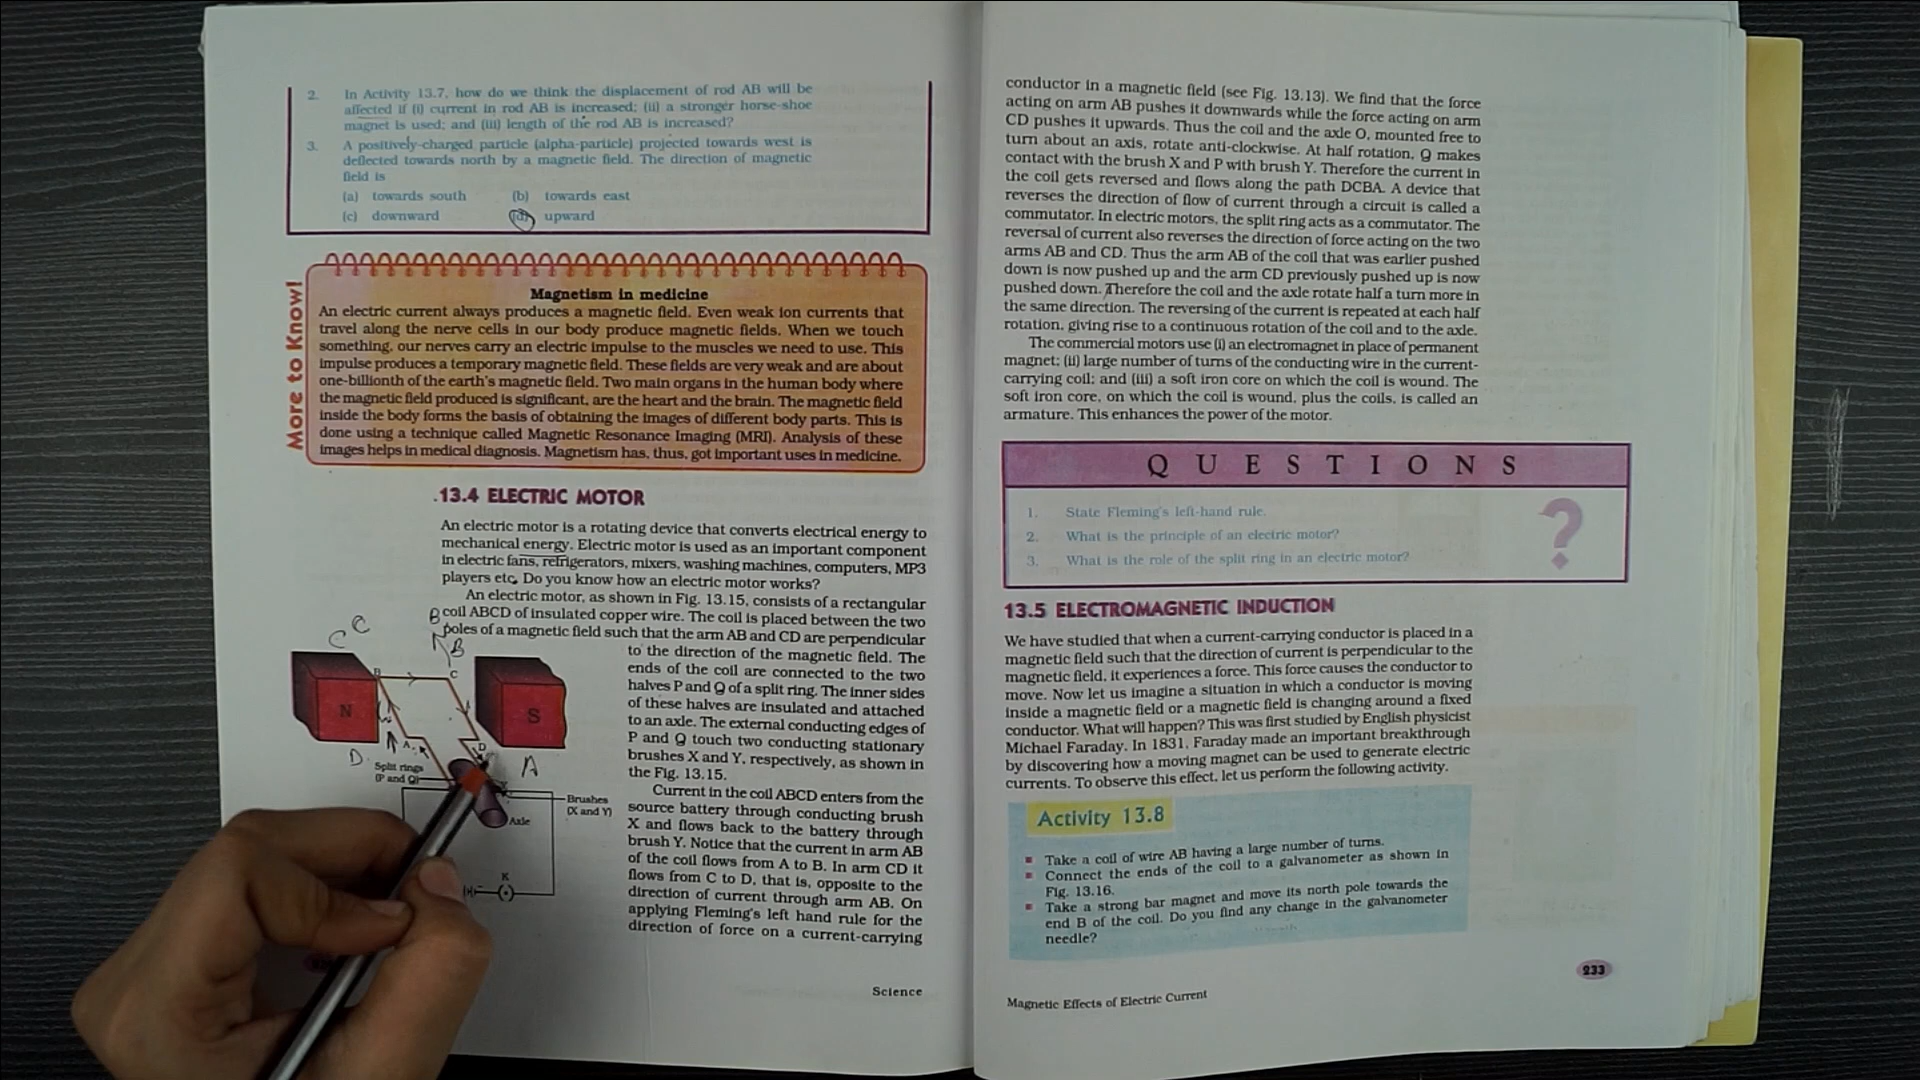 2. In Activity 13.7, how do we think the displacement of rod AB will be
affected if (i) current in rod AB is increased; (ii) a stronger horse-shoe
magnet is used; and (iii) length of the rod AB is increased?
3. A positively-charged particle (alpha-particle) projected towards west is
deflected towards north by a magnetic field. The direction of magnetic
field is
(a) towards south (b) towards east
(c) downward (d) upward
More to Know!
Magnetism in medicine
An electric current always produces a magnetic field. Even weak ion currents that
travel along the nerve cells in our body produce magnetic fields. When we touch
something, our nerves carry an electric impulse to the muscles we need to use. This
impulse produces a temporary magnetic field. These fields are very weak and are about
one-billionth of the earth's magnetic field. Two main organs in the human body where
the magnetic field produced is significant, are the heart and the brain. The magnetic field
inside the body forms the basis of obtaining the images of different body parts. This is
done using a technique called Magnetic Resonance Imaging (MRI). Analysis of these
images helps in medical diagnosis. Magnetism has, thus, got important uses in medicine.
13.4 ELECTRIC MOTOR
An electric motor is a rotating device that converts electrical energy to
mechanical energy. Electric motor is used as an important component
in electric fans, refrigerators, mixers, washing machines, computers, MP3
players etc. Do you know how an electric motor works?
An electric motor, as shown in Fig. 13.15, consists of a rectangular
coil ABCD of insulated copper wire. The coil is placed between the two
poles of a magnetic field such that the arm AB and CD are perpendicular
to the direction of the magnetic field. The
ends of the coil are connected to the two
halves P and Q of a split ring. The inner sides
of these halves are insulated and attached
to an axle. The external conducting edges of
P and Q touch two conducting stationary
brushes X and Y, respectively, as shown in
the Fig. 13.15.
Current in the coil ABCD enters from the
source battery through conducting brush
X and flows back to the battery through
brush Y. Notice that the current in arm AB
of the coil flows from A to B. In arm CD it
flows from C to D, that is, opposite to the
direction of current through arm AB. On
applying Fleming's left hand rule for the
direction of force on a current-carrying
C C
B
B
B C
N S
A D
D A
Split rings
(P and Q)
Brushes
(X and Y)
Axle
K
Science
conductor in a magnetic field (see Fig. 13.13). We find that the force
acting on arm AB pushes it downwards while the force acting on arm
CD pushes it upwards. Thus the coil and the axle O, mounted free to
turn about an axis, rotate anti-clockwise. At half rotation, Q makes
contact with the brush X and P with brush Y. Therefore the current in
the coil gets reversed and flows along the path DCBA. A device that
reverses the direction of flow of current through a circuit is called a
commutator. In electric motors, the split ring acts as a commutator. The
reversal of current also reverses the direction of force acting on the two
arms AB and CD. Thus the arm AB of the coil that was earlier pushed
down is now pushed up and the arm CD previously pushed up is now
pushed down. Therefore the coil and the axle rotate half a turn more in
the same direction. The reversing of the current is repeated at each half
rotation, giving rise to a continuous rotation of the coil and to the axle.
The commercial motors use (i) an electromagnet in place of permanent
magnet; (ii) large number of turns of the conducting wire in the current-
carrying coil; and (iii) a soft iron core on which the coil is wound. The
soft iron core, on which the coil is wound, plus the coils, is called an
armature. This enhances the power of the motor.
QUESTIONS
?
1. State Fleming's left-hand rule.
2. What is the principle of an electric motor?
3. What is the role of the split ring in an electric motor?
13.5 ELECTROMAGNETIC INDUCTION
We have studied that when a current-carrying conductor is placed in a
magnetic field such that the direction of current is perpendicular to the
magnetic field, it experiences a force. This force causes the conductor to
move. Now let us imagine a situation in which a conductor is moving
inside a magnetic field or a magnetic field is changing around a fixed
conductor. What will happen? This was first studied by English physicist
Michael Faraday. In 1831, Faraday made an important breakthrough
by discovering how a moving magnet can be used to generate electric
currents. To observe this effect, let us perform the following activity.
Activity 13.8
Take a coil of wire AB having a large number of turns.
Connect the ends of the coil to a galvanometer as shown in
Fig. 13.16.
Take a strong bar magnet and move its north pole towards the
end B of the coil. Do you find any change in the galvanometer
needle?
Magnetic Effects of Electric Current
233